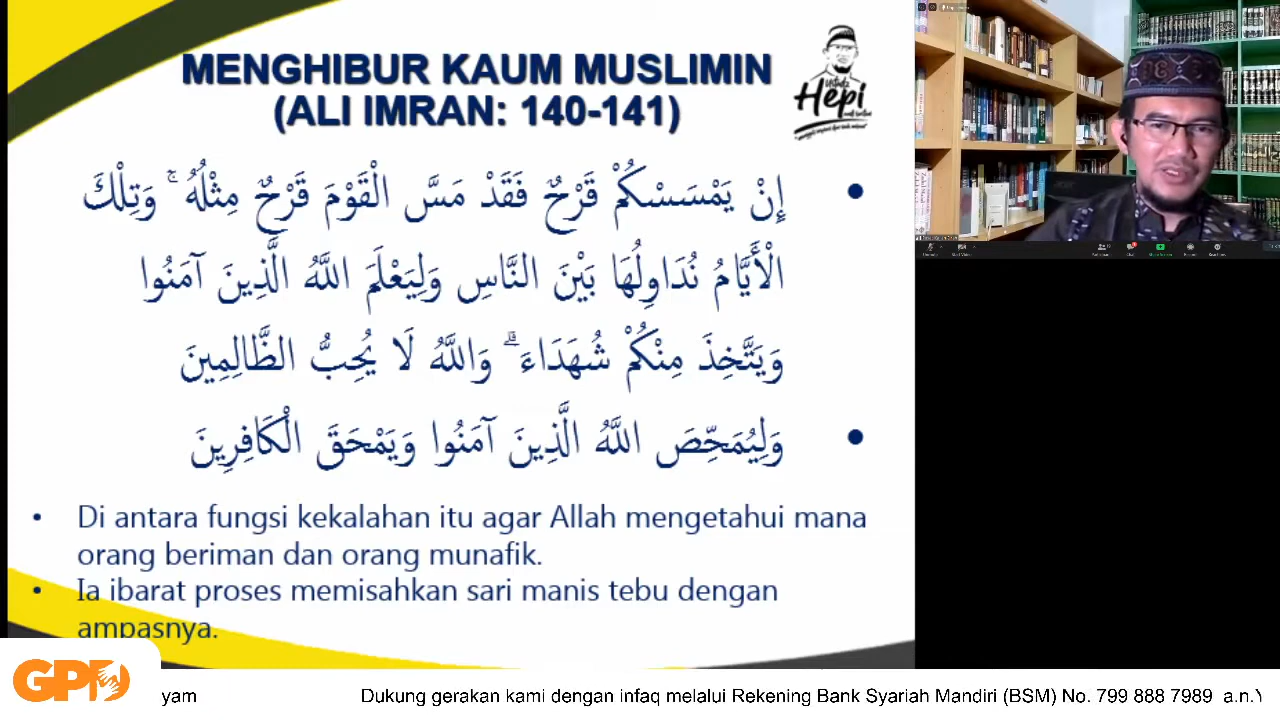 MENGHIBUR KAUM MUSLIMIN
(ALI IMRAN: 140-141)
Ustadz
Hepi
• إِنْ يَمْسَسْكُمْ قَرْحٌ فَقَدْ مَسَّ الْقَوْمَ قَرْحٌ مِثْلُهُ ۚ وَتِلْكَ
الْأَيَّامُ نُدَاوِلُهَا بَيْنَ النَّاسِ وَلِيَعْلَمَ اللَّهُ الَّذِينَ آمَنُوا
وَيَتَّخِذَ مِنْكُمْ شُهَدَاءَ ۗ وَاللَّهُ لَا يُحِبُّ الظَّالِمِينَ
• وَلِيُمَحِّصَ اللَّهُ الَّذِينَ آمَنُوا وَيَمْحَقَ الْكَافِرِينَ
• Di antara fungsi kekalahan itu agar Allah mengetahui mana
orang beriman dan orang munafik.
• Ia ibarat proses memisahkan sari manis tebu dengan
ampasnya.
GPM
yam Dukung gerakan kami dengan infaq melalui Rekening Bank Syariah Mandiri (BSM) No. 799 888 7989 a.n.